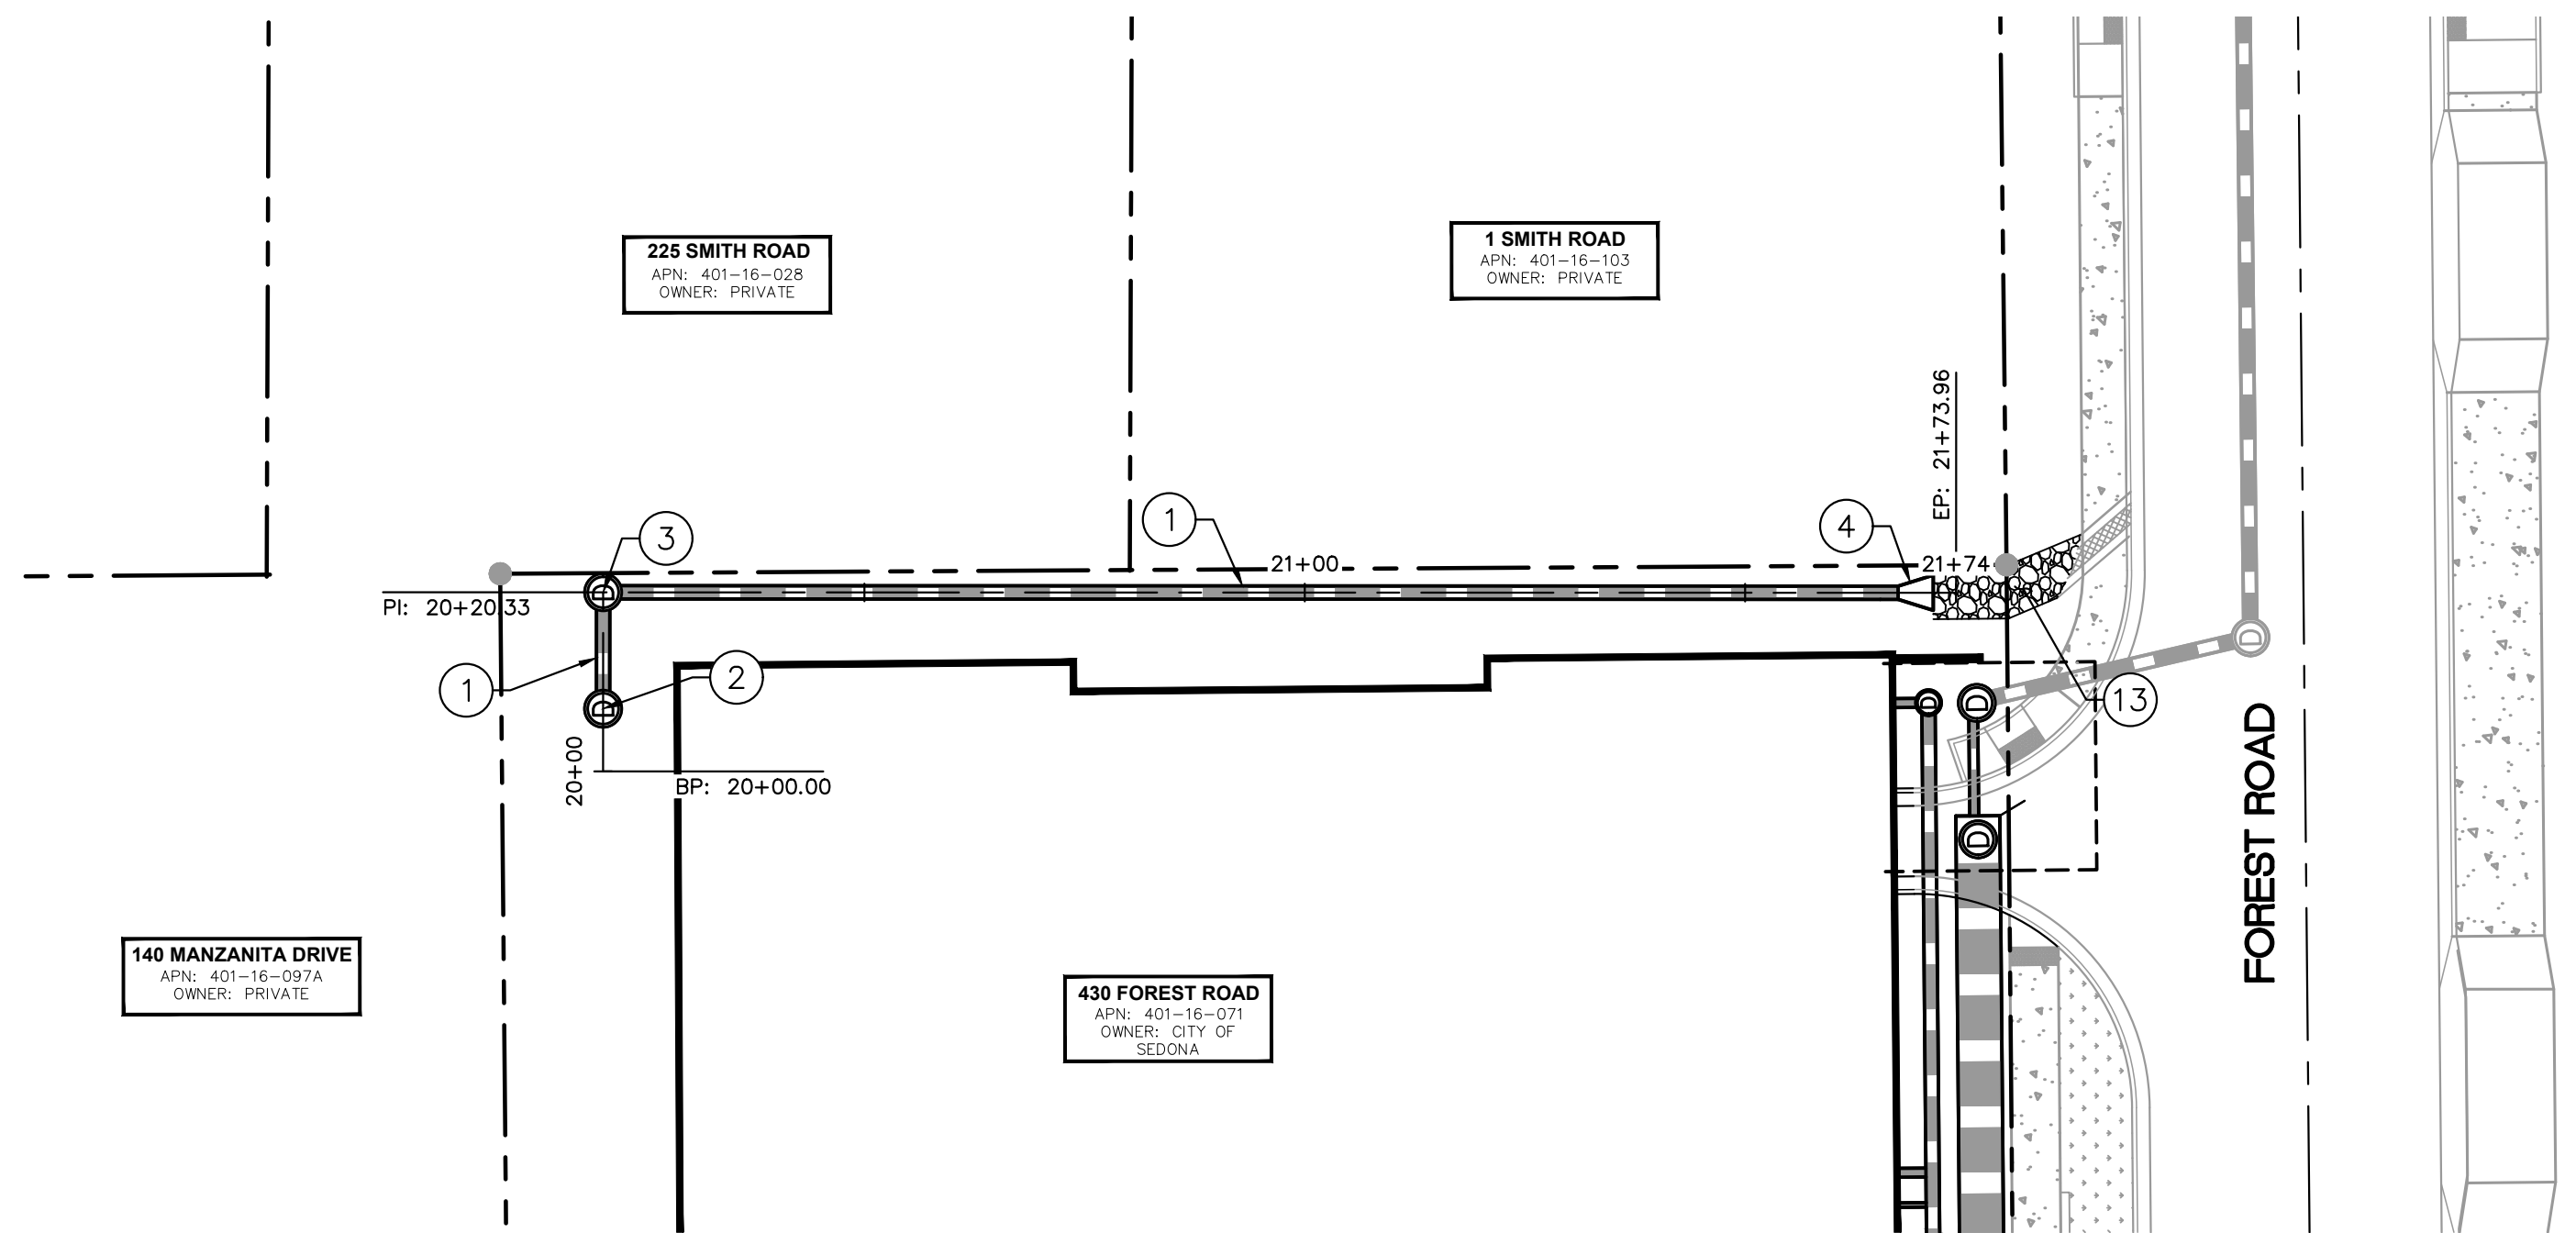 225 SMITH ROAD
APN: 401-16-028
OWNER: PRIVATE
1 SMITH ROAD
APN: 401-16-103
OWNER: PRIVATE
EP: 21+73.96
3
1
4
21+00
21+74
PI: 20+20.33
1
2
13
20+00
BP: 20+00.00
D
D
D
D
D
D
FOREST ROAD
140 MANZANITA DRIVE
APN: 401-16-097A
OWNER: PRIVATE
430 FOREST ROAD
APN: 401-16-071
OWNER: CITY OF
SEDONA